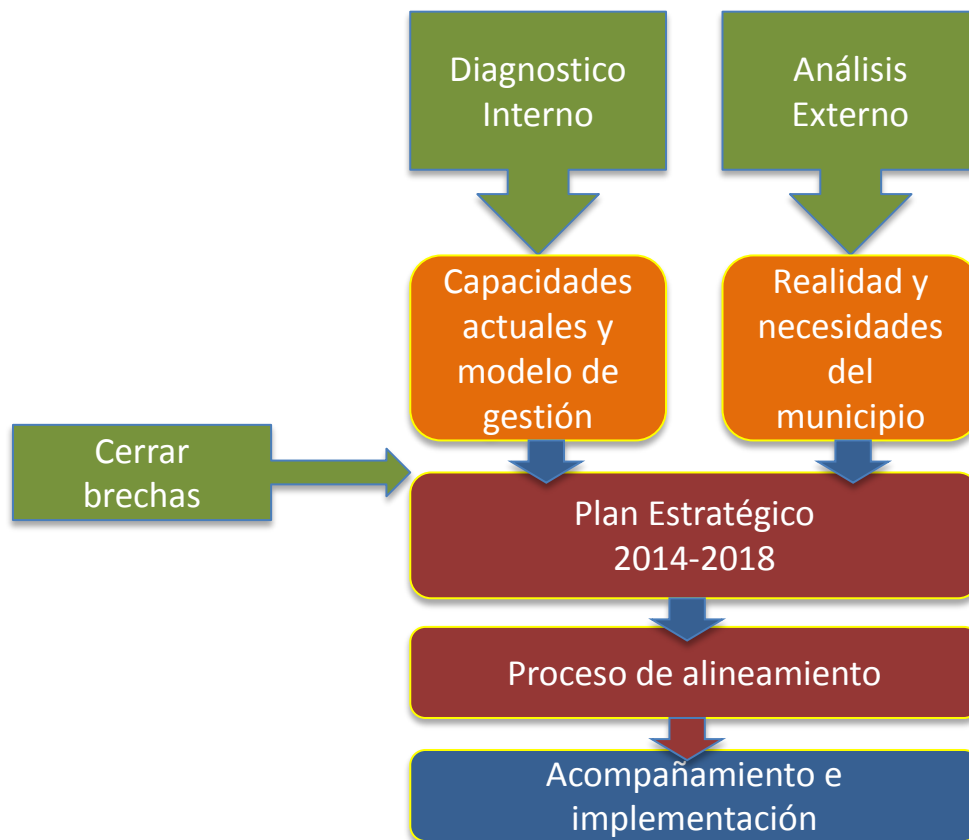 Diagnostico
Interno
Análisis
Externo
Capacidades
actuales y
modelo de
gestión
Realidad y
necesidades
del
municipio
Cerrar
brechas
Plan Estratégico
2014-2018
Proceso de alineamiento
Acompañamiento e
implementación